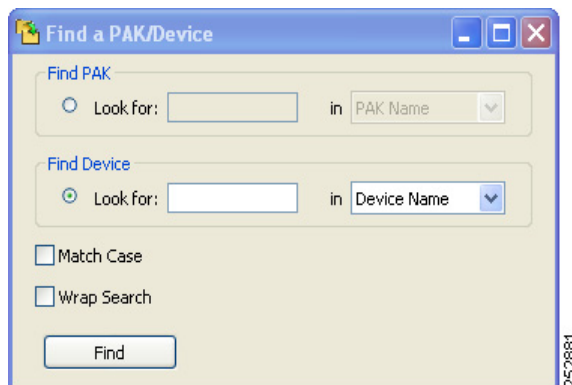 Find a PAK/Device
Find PAK
Look for: in PAK Name
Find Device
Look for: in Device Name
Match Case
Wrap Search
Find
252881